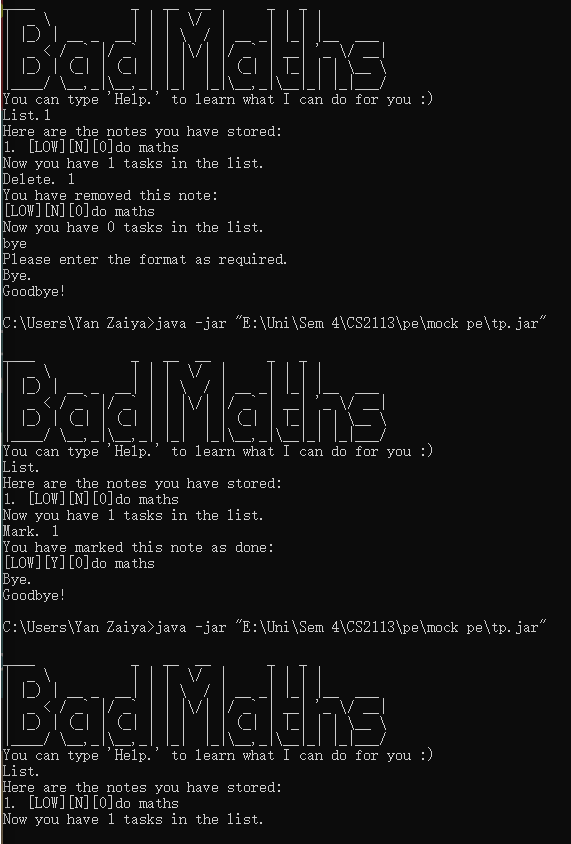 Bad Maths
You can type 'Help.' to learn what I can do for you :)
List.1
Here are the notes you have stored:
1. [LOW][N][0]do maths
Now you have 1 tasks in the list.
Delete. 1
You have removed this note:
[LOW][N][0]do maths
Now you have 0 tasks in the list.
bye
Please enter the format as required.
Bye.
Goodbye!
C:\Users\Yan Zaiya>java -jar "E:\Uni\Sem 4\CS2113\pe\mock pe\tp.jar"
Bad Maths
You can type 'Help.' to learn what I can do for you :)
List.
Here are the notes you have stored:
1. [LOW][N][0]do maths
Now you have 1 tasks in the list.
Mark. 1
You have marked this note as done:
[LOW][Y][0]do maths
Bye.
Goodbye!
C:\Users\Yan Zaiya>java -jar "E:\Uni\Sem 4\CS2113\pe\mock pe\tp.jar"
Bad Maths
You can type 'Help.' to learn what I can do for you :)
List.
Here are the notes you have stored:
1. [LOW][N][0]do maths
Now you have 1 tasks in the list.